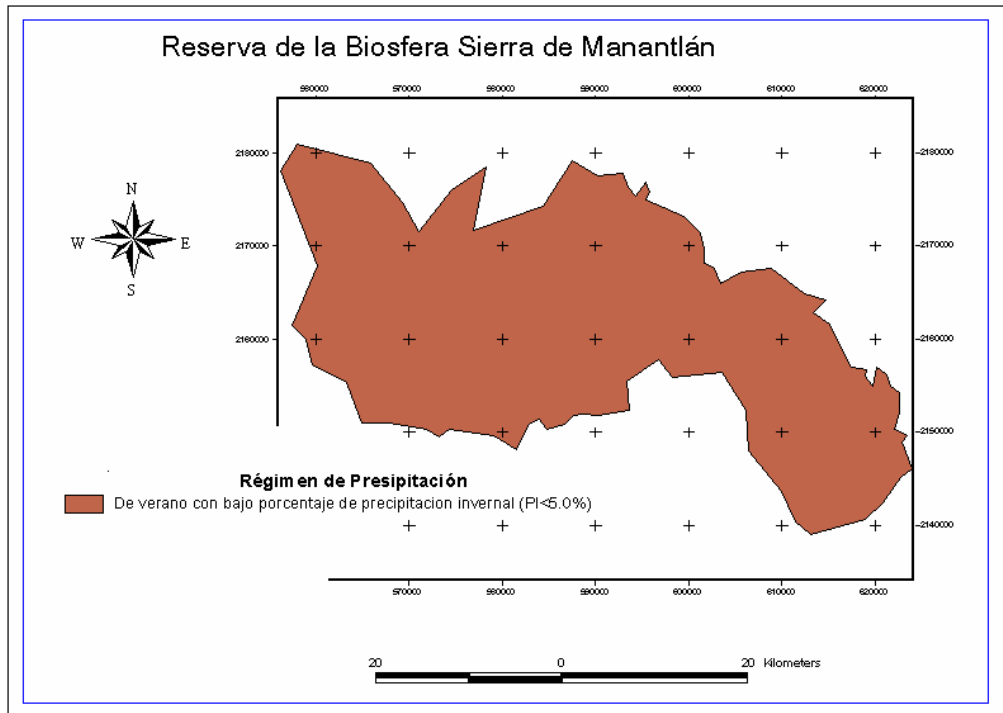 Reserva de la Biosfera Sierra de Manantlán
560000 570000 580000 590000 600000 610000 620000
2180000 2180000
N
W E
S
2170000 2170000
2160000 2160000
2150000
Régimen de Presipitación
De verano con bajo porcentaje de precipitacion invernal (PI<5.0%)
2140000
570000 580000 590000 600000 610000 620000
20 0 20 Kilometers